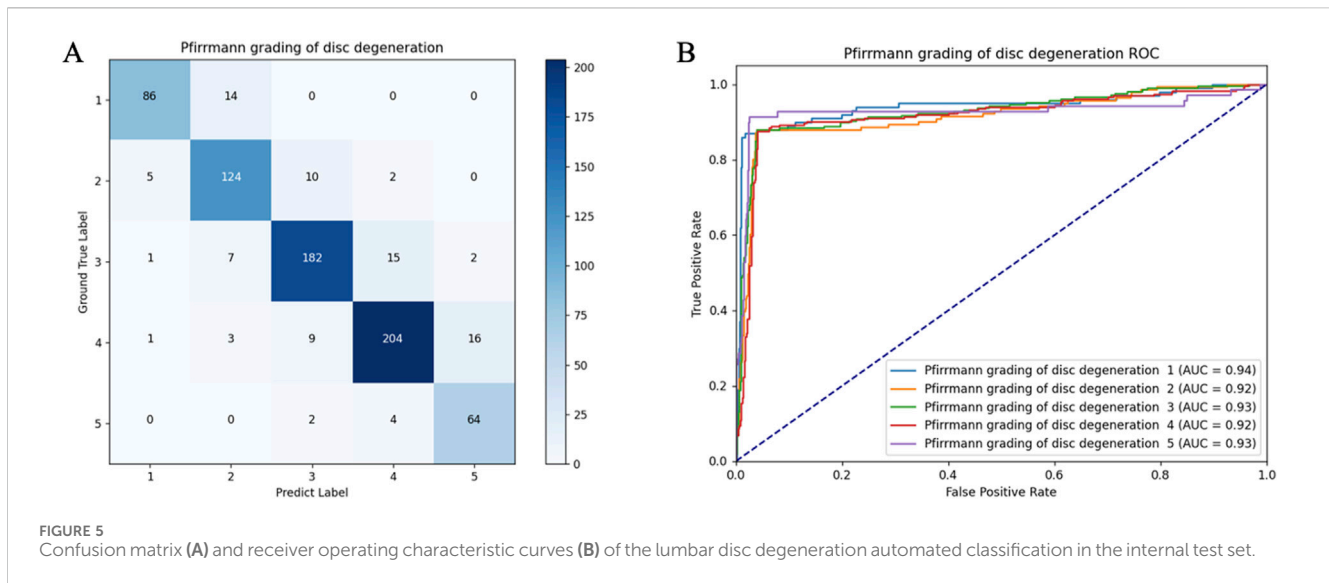 A
Pfirrmann grading of disc degeneration
Ground True Label
1
2
3
4
5
86 14 0 0 0
5 124 10 2 0
1 7 182 15 2
1 3 9 204 16
0 0 2 4 64
1 2 3 4 5
Predict Label
200
175
150
125
100
75
50
25
0
B
Pfirrmann grading of disc degeneration ROC
True Positive Rate
1.0
0.8
0.6
0.4
0.2
0.0
Pfirrmann grading of disc degeneration 1 (AUC = 0.94)
Pfirrmann grading of disc degeneration 2 (AUC = 0.92)
Pfirrmann grading of disc degeneration 3 (AUC = 0.93)
Pfirrmann grading of disc degeneration 4 (AUC = 0.92)
Pfirrmann grading of disc degeneration 5 (AUC = 0.93)
0.0 0.2 0.4 0.6 0.8 1.0
False Positive Rate
FIGURE 5
Confusion matrix (A) and receiver operating characteristic curves (B) of the lumbar disc degeneration automated classification in the internal test set.